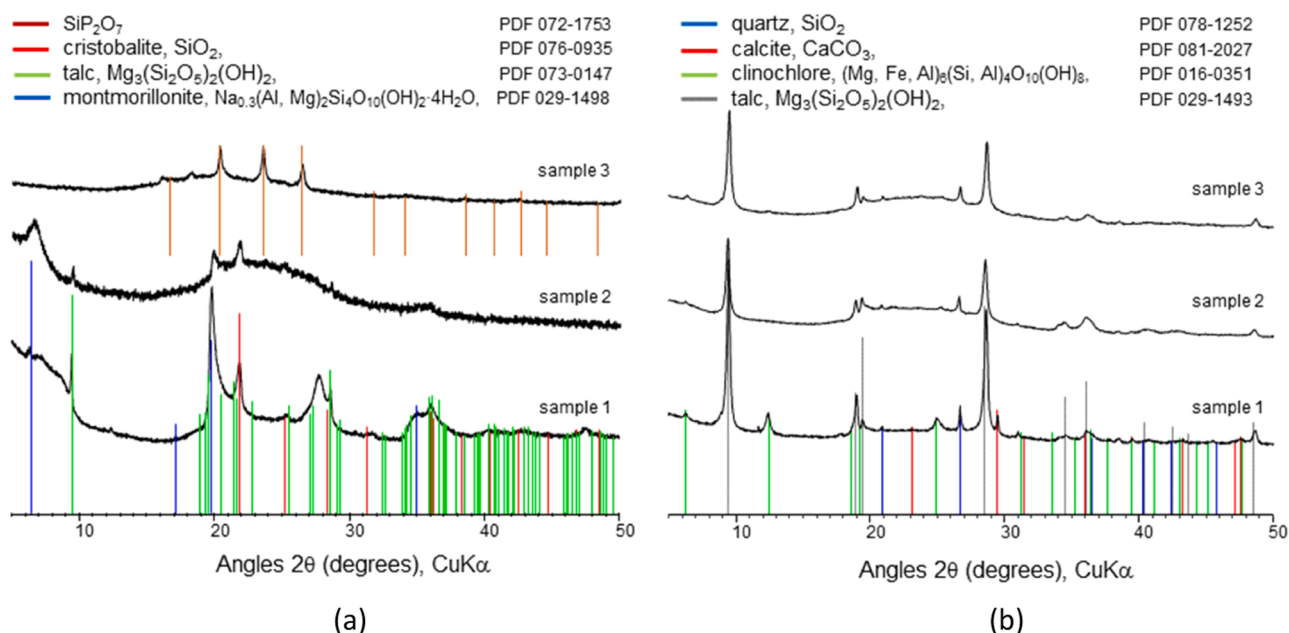 SiP₂O₇ PDF 072-1753
cristobalite, SiO₂, PDF 076-0935
talc, Mg₃(Si₂O₅)₂(OH)₂, PDF 073-0147
montmorillonite, Na₀.₃(Al, Mg)₂Si₄O₁₀(OH)₂·4H₂O, PDF 029-1498
sample 3
sample 2
sample 1
10 20 30 40 50
Angles 2θ (degrees), CuKα
(a)
quartz, SiO₂ PDF 078-1252
calcite, CaCO₃, PDF 081-2027
clinochlore, (Mg, Fe, Al)₆(Si, Al)₄O₁₀(OH)₈, PDF 016-0351
talc, Mg₃(Si₂O₅)₂(OH)₂, PDF 029-1493
sample 3
sample 2
sample 1
10 20 30 40 50
Angles 2θ (degrees), CuKα
(b)